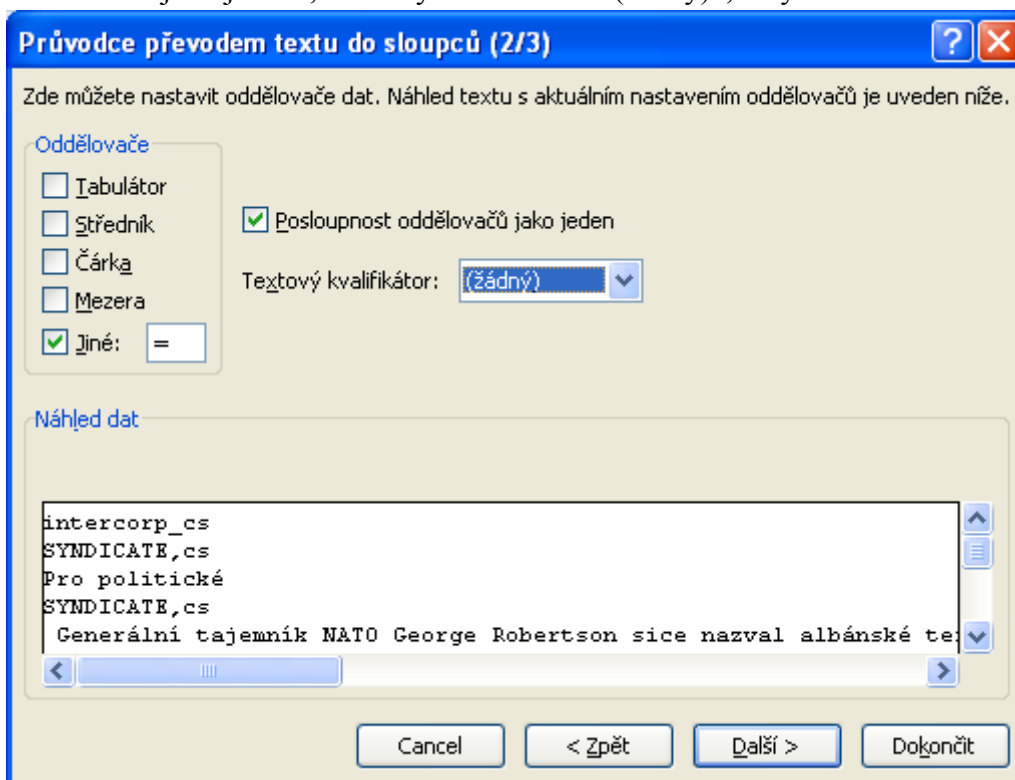 Průvodce převodem textu do sloupců (2/3)
Zde můžete nastavit oddělovače dat. Náhled textu s aktuálním nastavením oddělovačů je uveden níže.
Oddělovače
Tabulátor
Středník
Čárka
Mezera
Jiné: =
Posloupnost oddělovačů jako jeden
Textový kvalifikátor: (žádný)
Náhled dat
intercorp_cs
SYNDICATE,cs
Pro politické
SYNDICATE,cs
Generální tajemník NATO George Robertson sice nazval albánské
Cancel
< Zpět
Další >
Dokončit